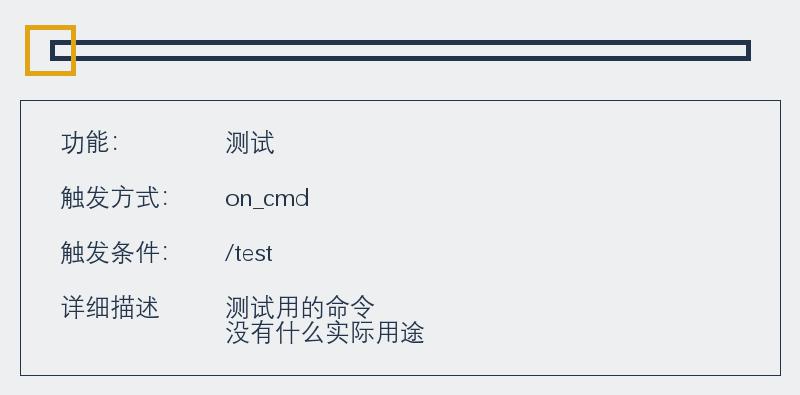 功能: 测试
触发方式: on_cmd
触发条件: /test
详细描述 测试用的命令
没有什么实际用途